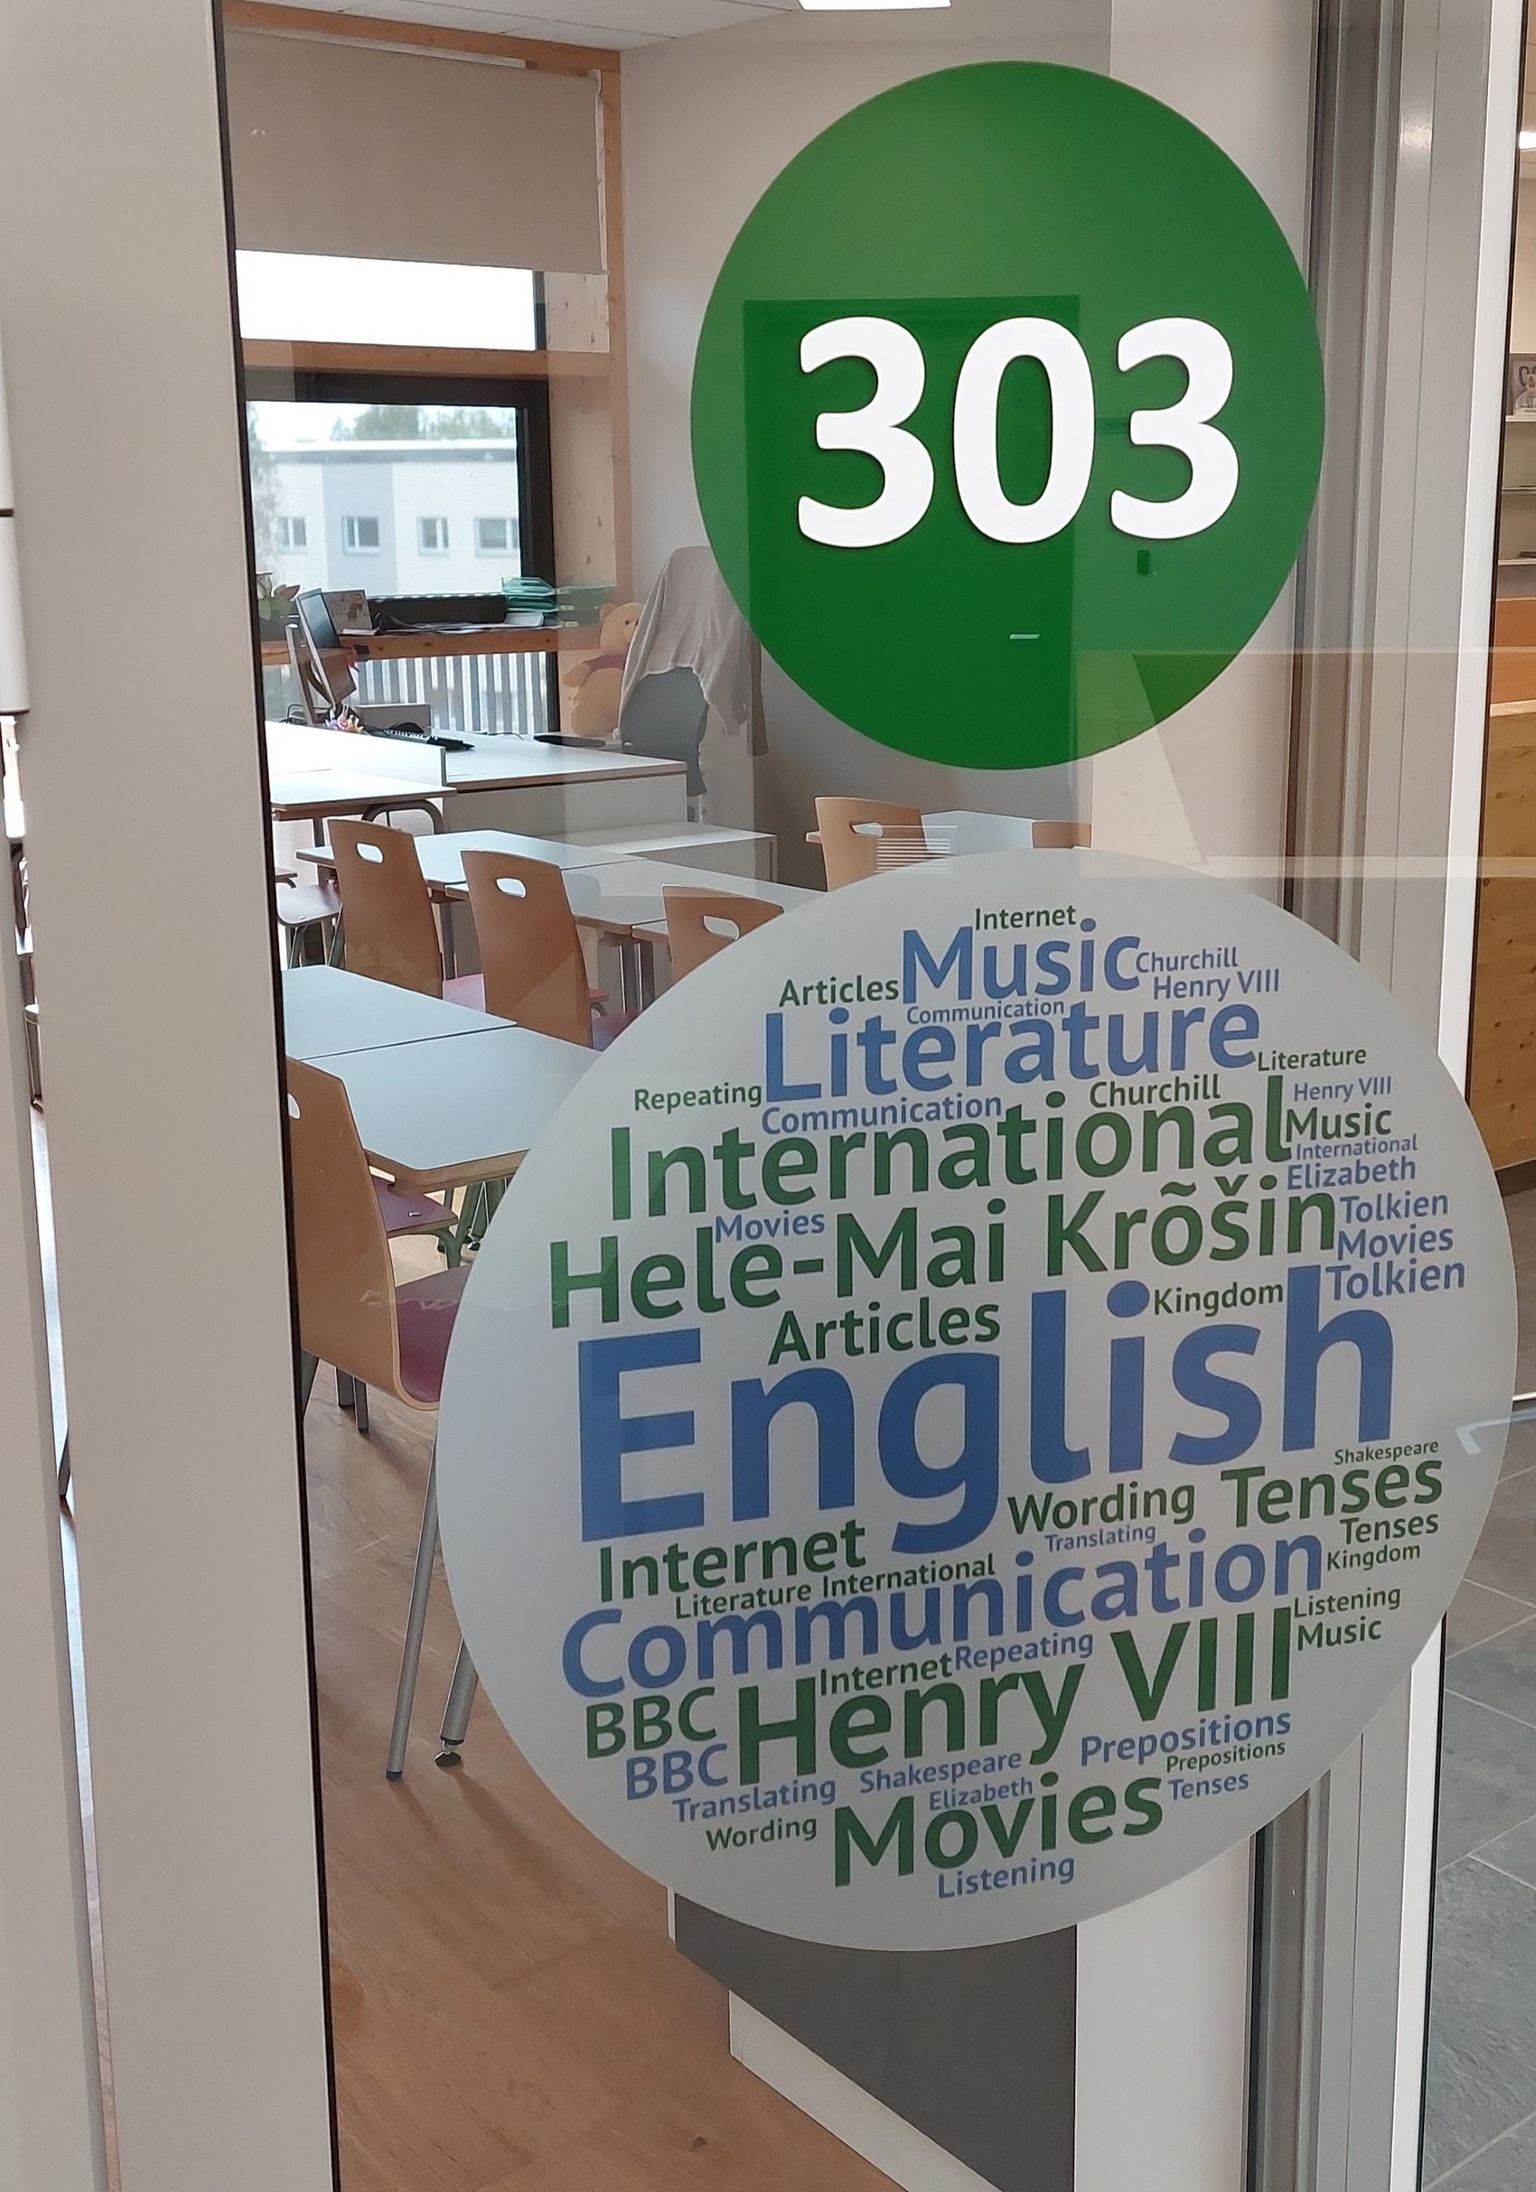 303
Internet
Music
Churchill
Articles
Henry VIII
Communication
Literature
Literature
Repeating
Communication
Churchill
Henry VIII
International
Music
International
Elizabeth
Movies
Hele-Mai Krõšin
Tolkien
Movies
Articles
Kingdom
Tolkien
English
Shakespeare
Wording
Tenses
Internet
Translating
Tenses
Literature
International
Communication
Kingdom
Listening
Internet
Repeating
Music
BBC
Henry VIII
BBC
Prepositions
Translating
Shakespeare
Prepositions
Elizabeth
Tenses
Wording
Movies
Listening